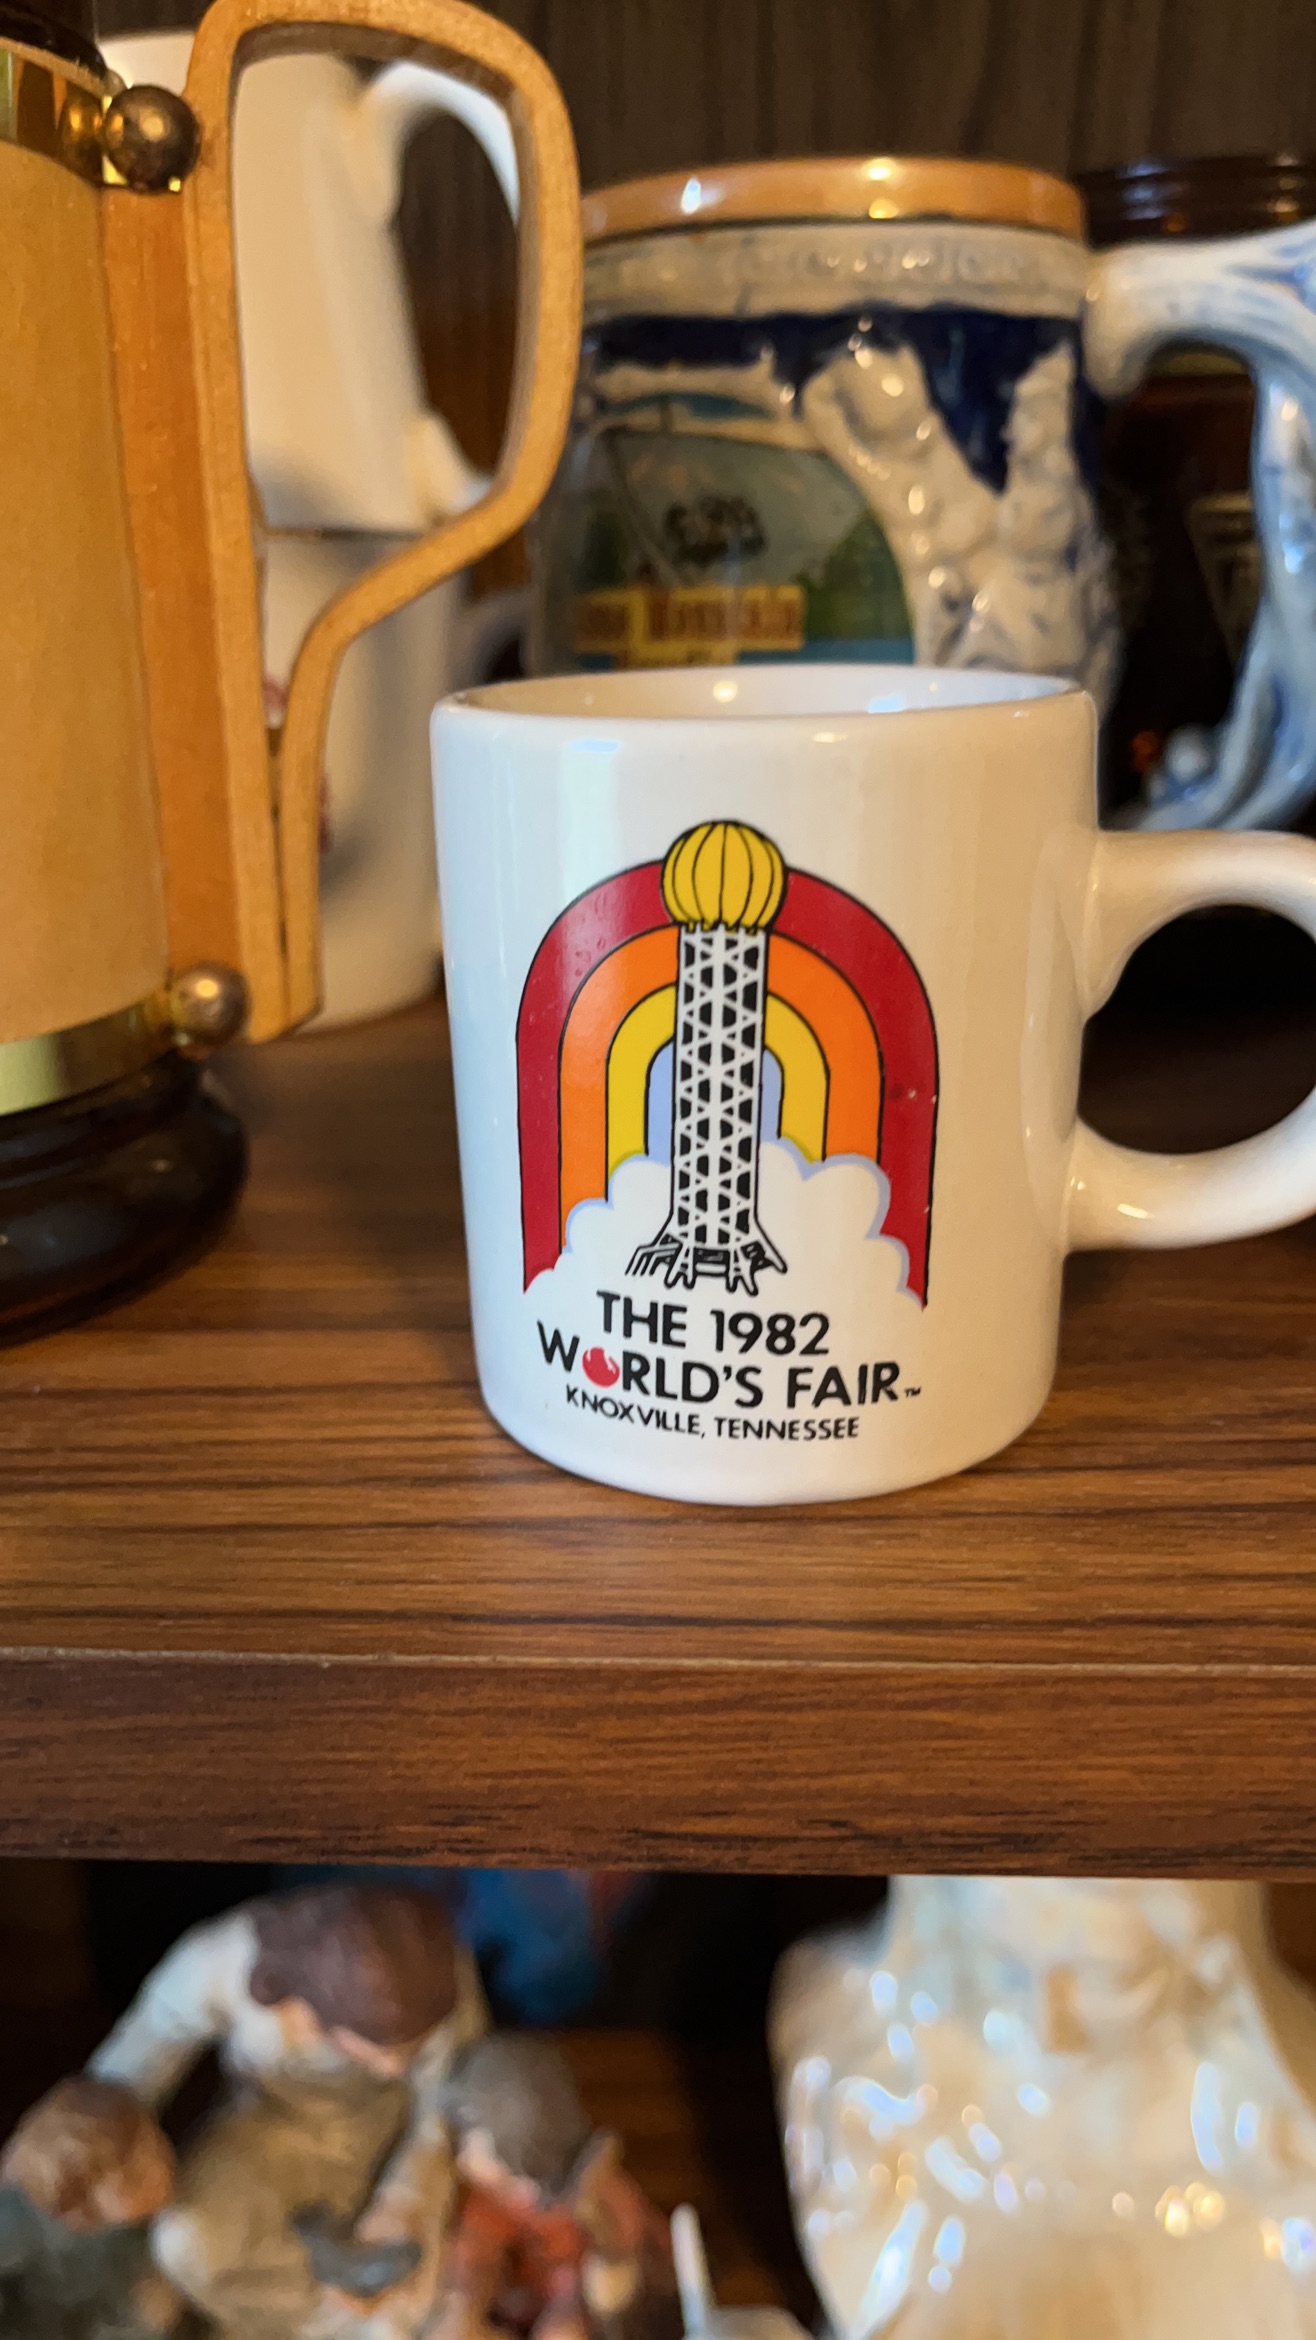 THE 1982
WORLD'S FAIR™
KNOXVILLE, TENNESSEE